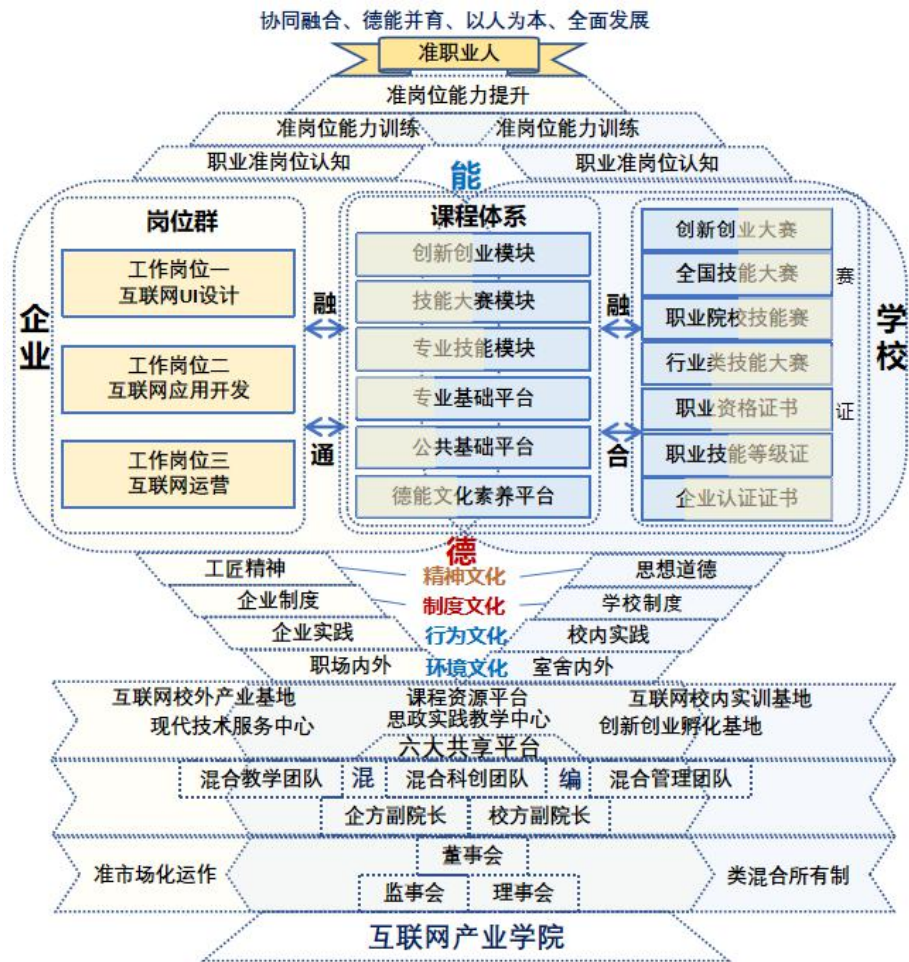 协同融合、德能并育、以人为本、全面发展
准职业人
准岗位能力提升
准岗位能力训练
准岗位能力训练
职业准岗位认知
职业准岗位认知
能
企业
岗位群
工作岗位一
互联网UI设计
工作岗位二
互联网应用开发
工作岗位三
互联网运营
融
通
课程体系
创新创业模块
技能大赛模块
专业技能模块
专业基础平台
公共基础平台
德能文化素养平台
融
合
创新创业大赛
全国技能大赛
职业院校技能赛
行业类技能大赛
职业资格证书
职业技能等级证
企业认证证书
赛
证
学校
德
工匠精神
精神文化
思想道德
企业制度
制度文化
学校制度
企业实践
行为文化
校内实践
职场内外
环境文化
室舍内外
互联网校外产业基地
课程资源平台
互联网校内实训基地
现代技术服务中心
思政实践教学中心
创新创业孵化基地
六大共享平台
混合教学团队
混
混合科创团队
编
混合管理团队
企方副院长
校方副院长
准市场化运作
董事会
类混合所有制
监事会
理事会
互联网产业学院